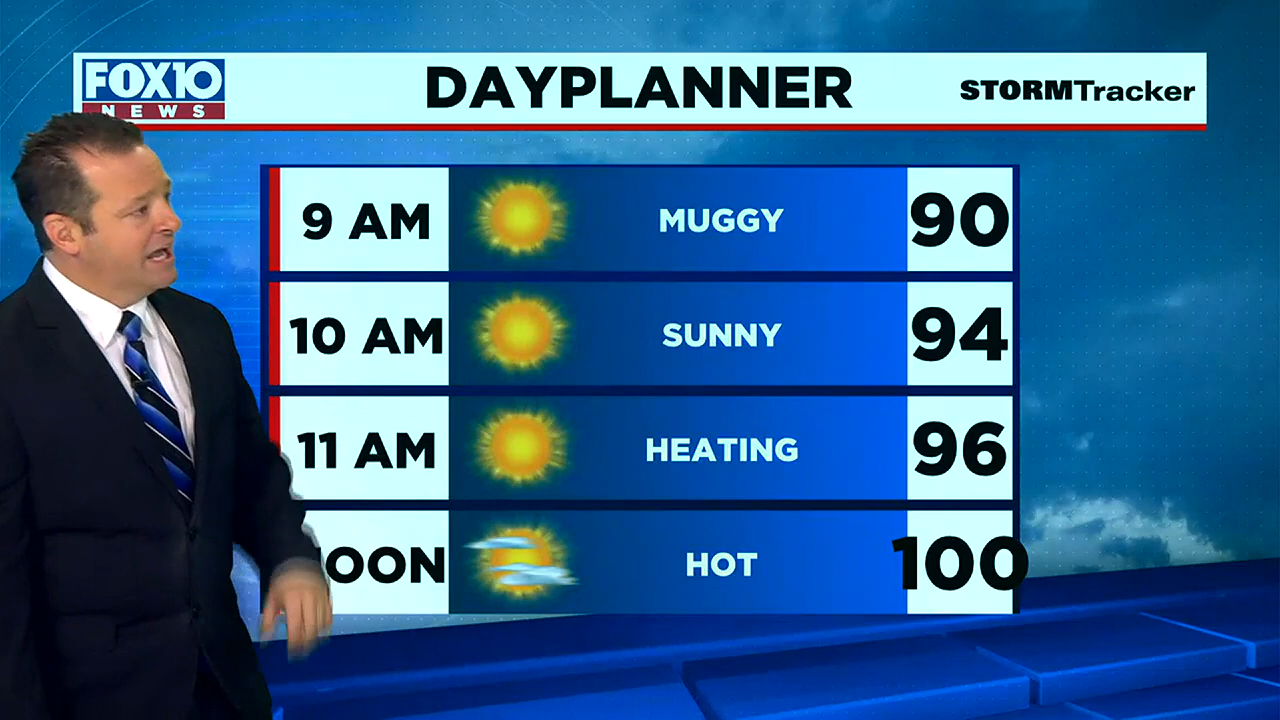 FOX10
NEWS
DAYPLANNER
STORMTracker
9 AM MUGGY 90
10 AM SUNNY 94
11 AM HEATING 96
OON HOT 100